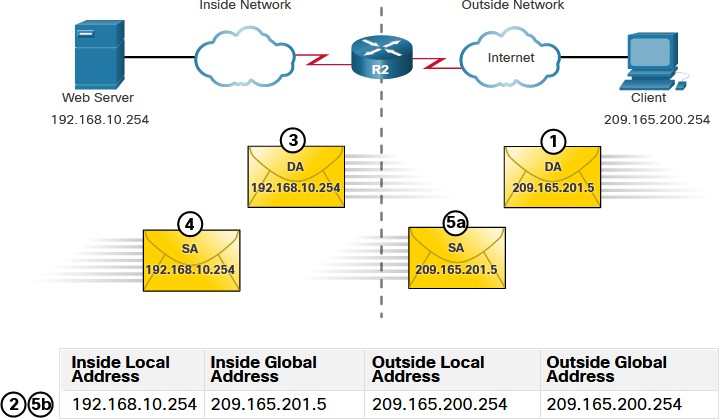 Inside Network
Outside Network
R2
Internet
Web Server
Client
192.168.10.254
209.165.200.254
3
DA
192.168.10.254
1
DA
209.165.201.5
4
SA
192.168.10.254
5a
SA
209.165.201.5
Inside Local Address
Inside Global Address
Outside Local Address
Outside Global Address
2 5b
192.168.10.254
209.165.201.5
209.165.200.254
209.165.200.254